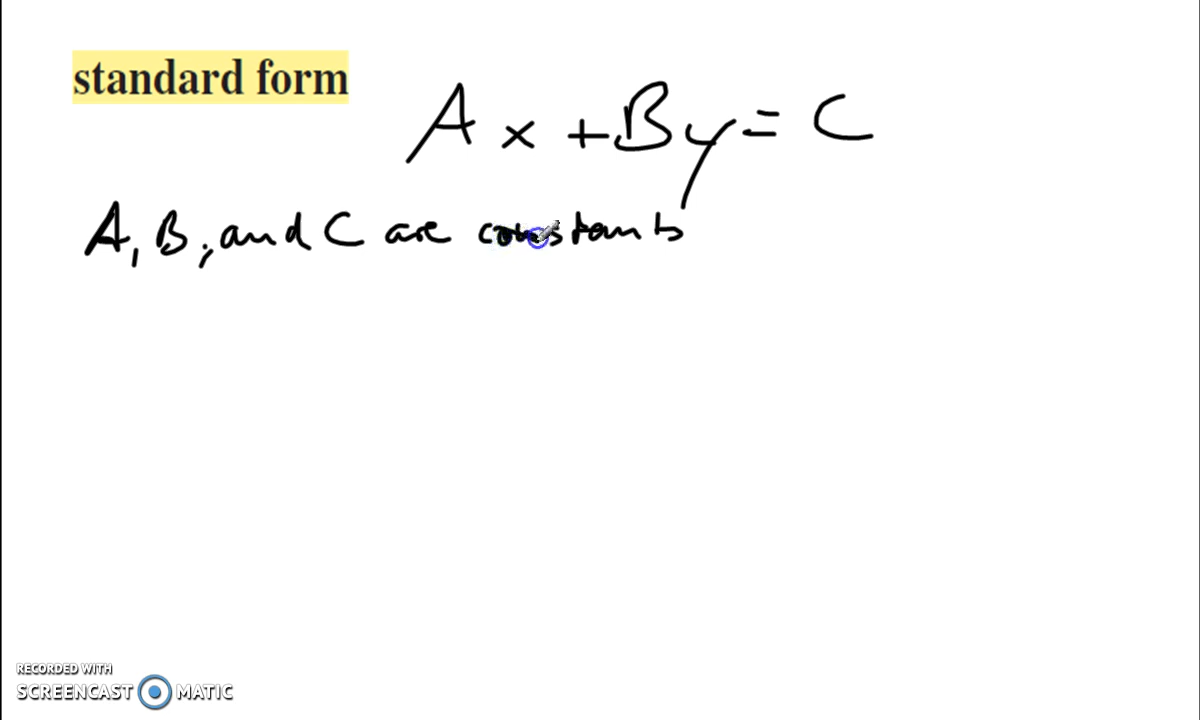 standard form
Ax + By = C
A, B, and C are constants
RECORDED WITH
SCREENCAST MATIC